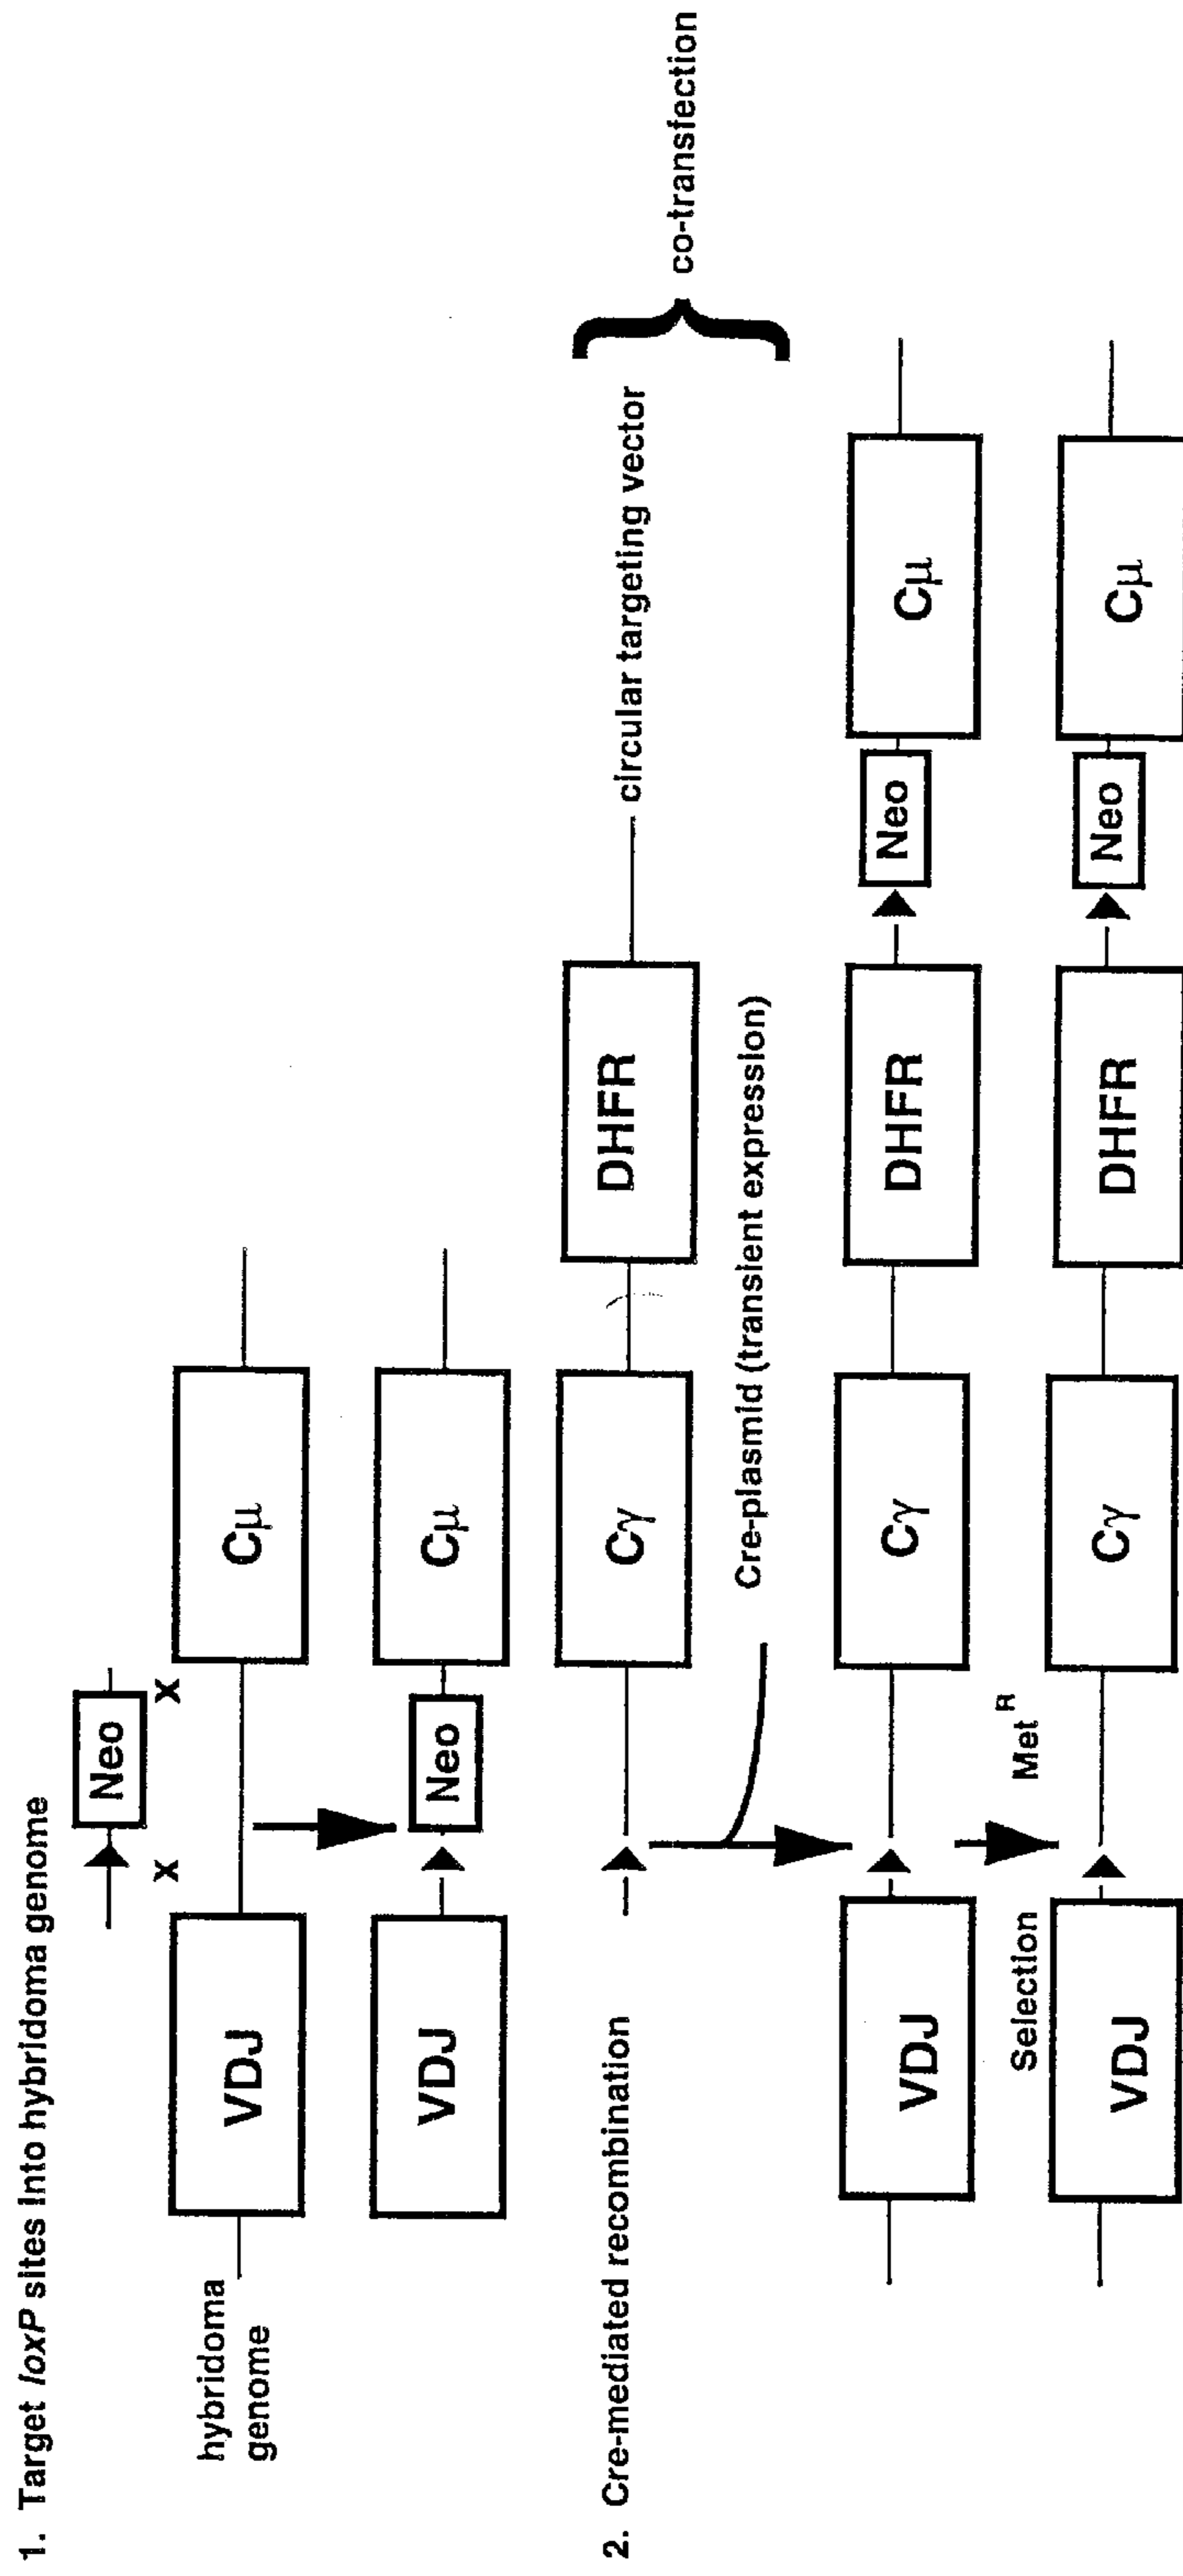 1. Target loxP sites into hybridoma genome
Neo
X X
hybridoma
genome
VDJ Cμ
VDJ Neo Cμ
2. Cre-mediated recombination
Cγ DHFR circular targeting vector
co-transfection
Cre-plasmid (transient expression)
VDJ Cγ DHFR Neo Cμ
Selection Met^R
VDJ Cγ DHFR Neo Cμ